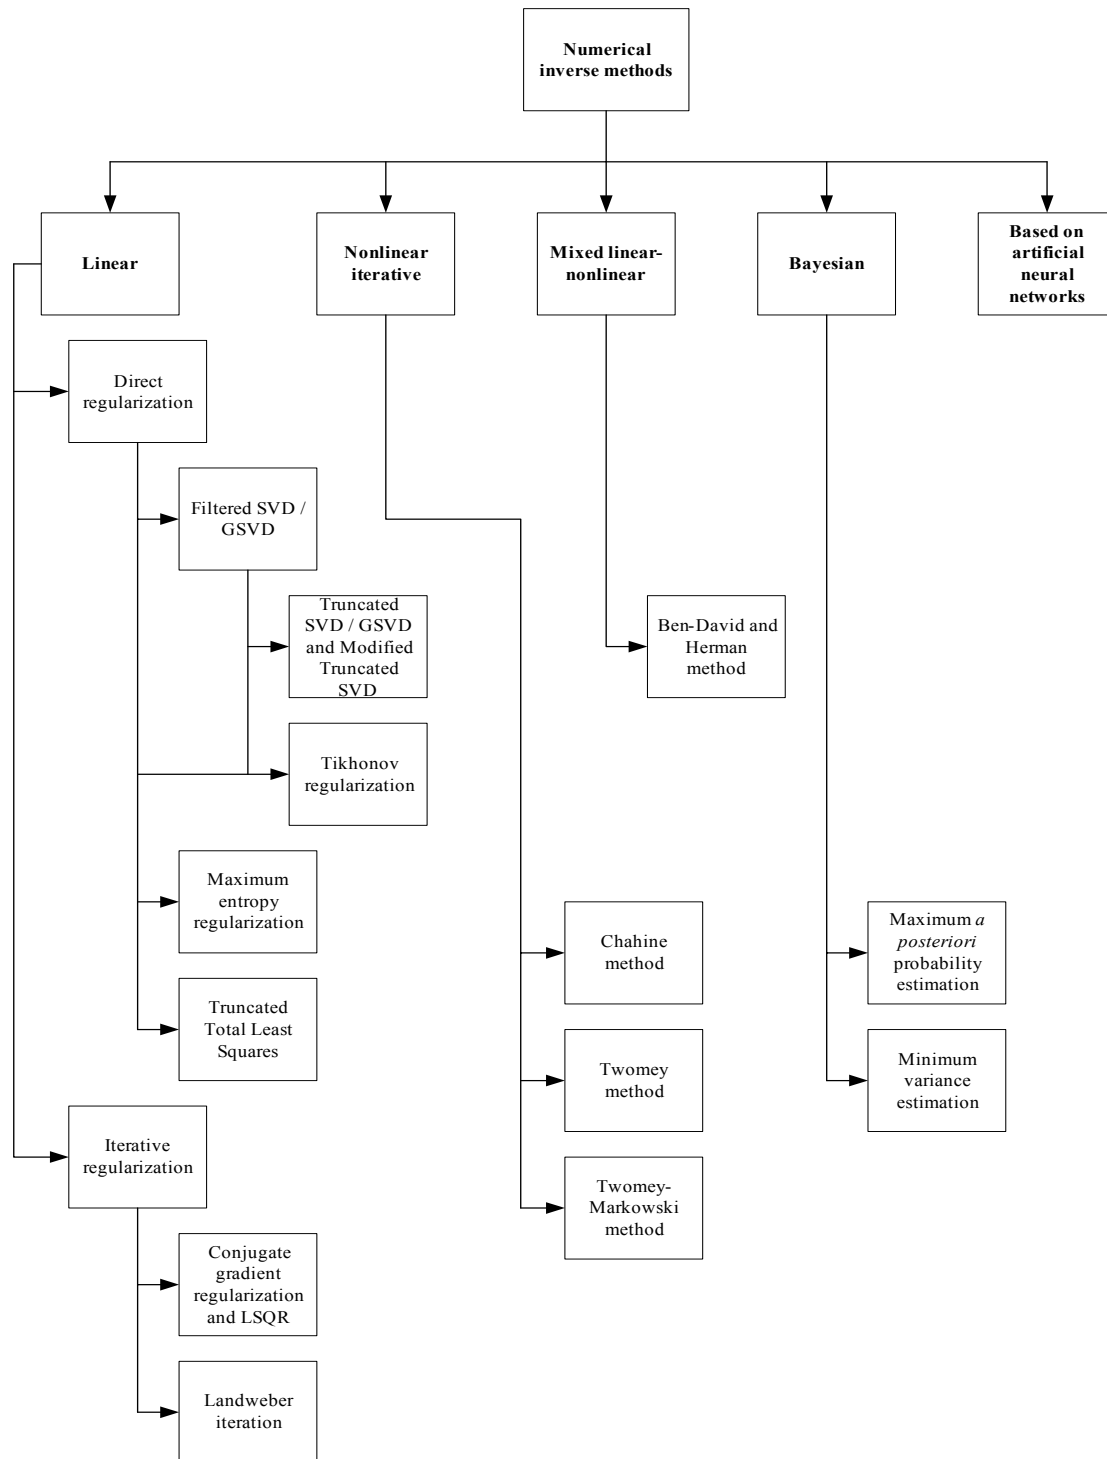 Numerical
inverse methods
Linear
Nonlinear
iterative
Mixed linear-
nonlinear
Bayesian
Based on
artificial
neural
networks
Direct
regularization
Filtered SVD /
GSVD
Truncated
SVD / GSVD
and Modified
Truncated
SVD
Ben-David and
Herman
method
Tikhonov
regularization
Maximum
entropy
regularization
Chahine
method
Maximum a
posteriori
probability
estimation
Truncated
Total Least
Squares
Twomey
method
Minimum
variance
estimation
Iterative
regularization
Twomey-
Markowski
method
Conjugate
gradient
regularization
and LSQR
Landweber
iteration